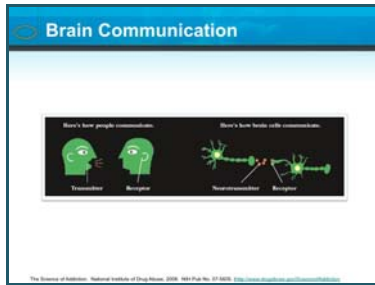 Brain Communication
Here's how people communicate.
Here's how brain cells communicate.
Transmitter
Receptor
Neurotransmitter
Receptor
The Science of Addiction. National Institute of Drug Abuse, 2008. NIH Pub No. 07-5605.